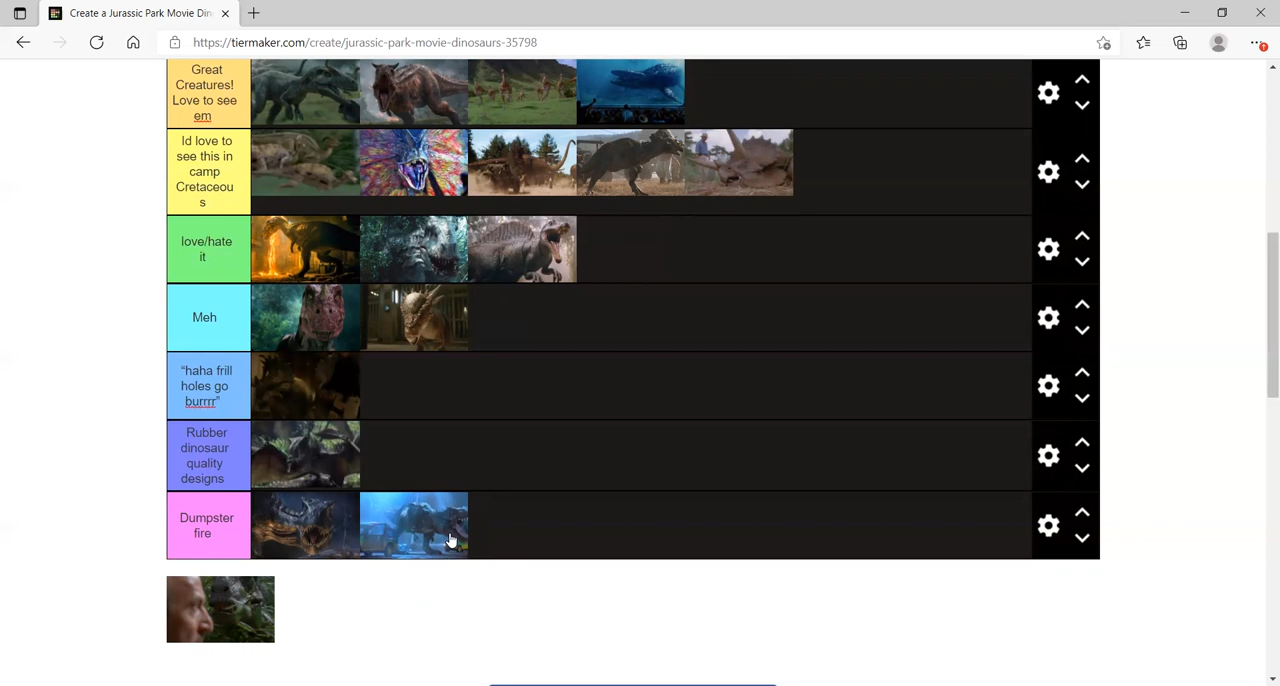 Create a Jurassic Park Movie Din
https://tiermaker.com/create/jurassic-park-movie-dinosaurs-35798
Great
Creatures!
Love to see
em
Id love to
see this in
camp
Cretaceou
s
love/hate
it
Meh
“haha frill
holes go
burrrr”
Rubber
dinosaur
quality
designs
Dumpster
fire